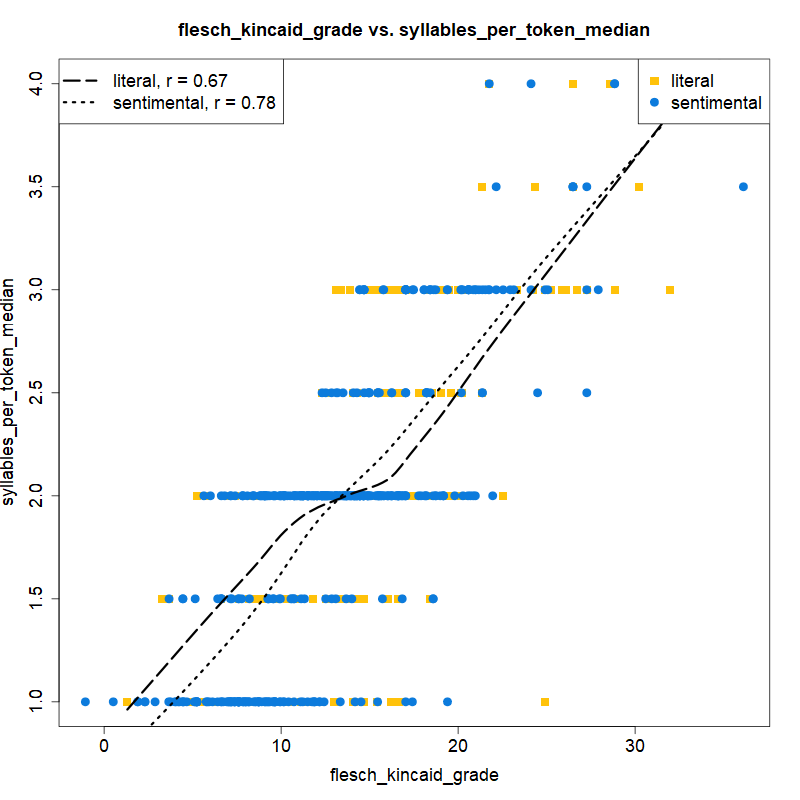 flesch_kincaid_grade vs. syllables_per_token_median
literal, r = 0.67
sentimental, r = 0.78
literal
sentimental
4.0
3.5
3.0
2.5
2.0
1.5
1.0
syllables_per_token_median
0 10 20 30
flesch_kincaid_grade